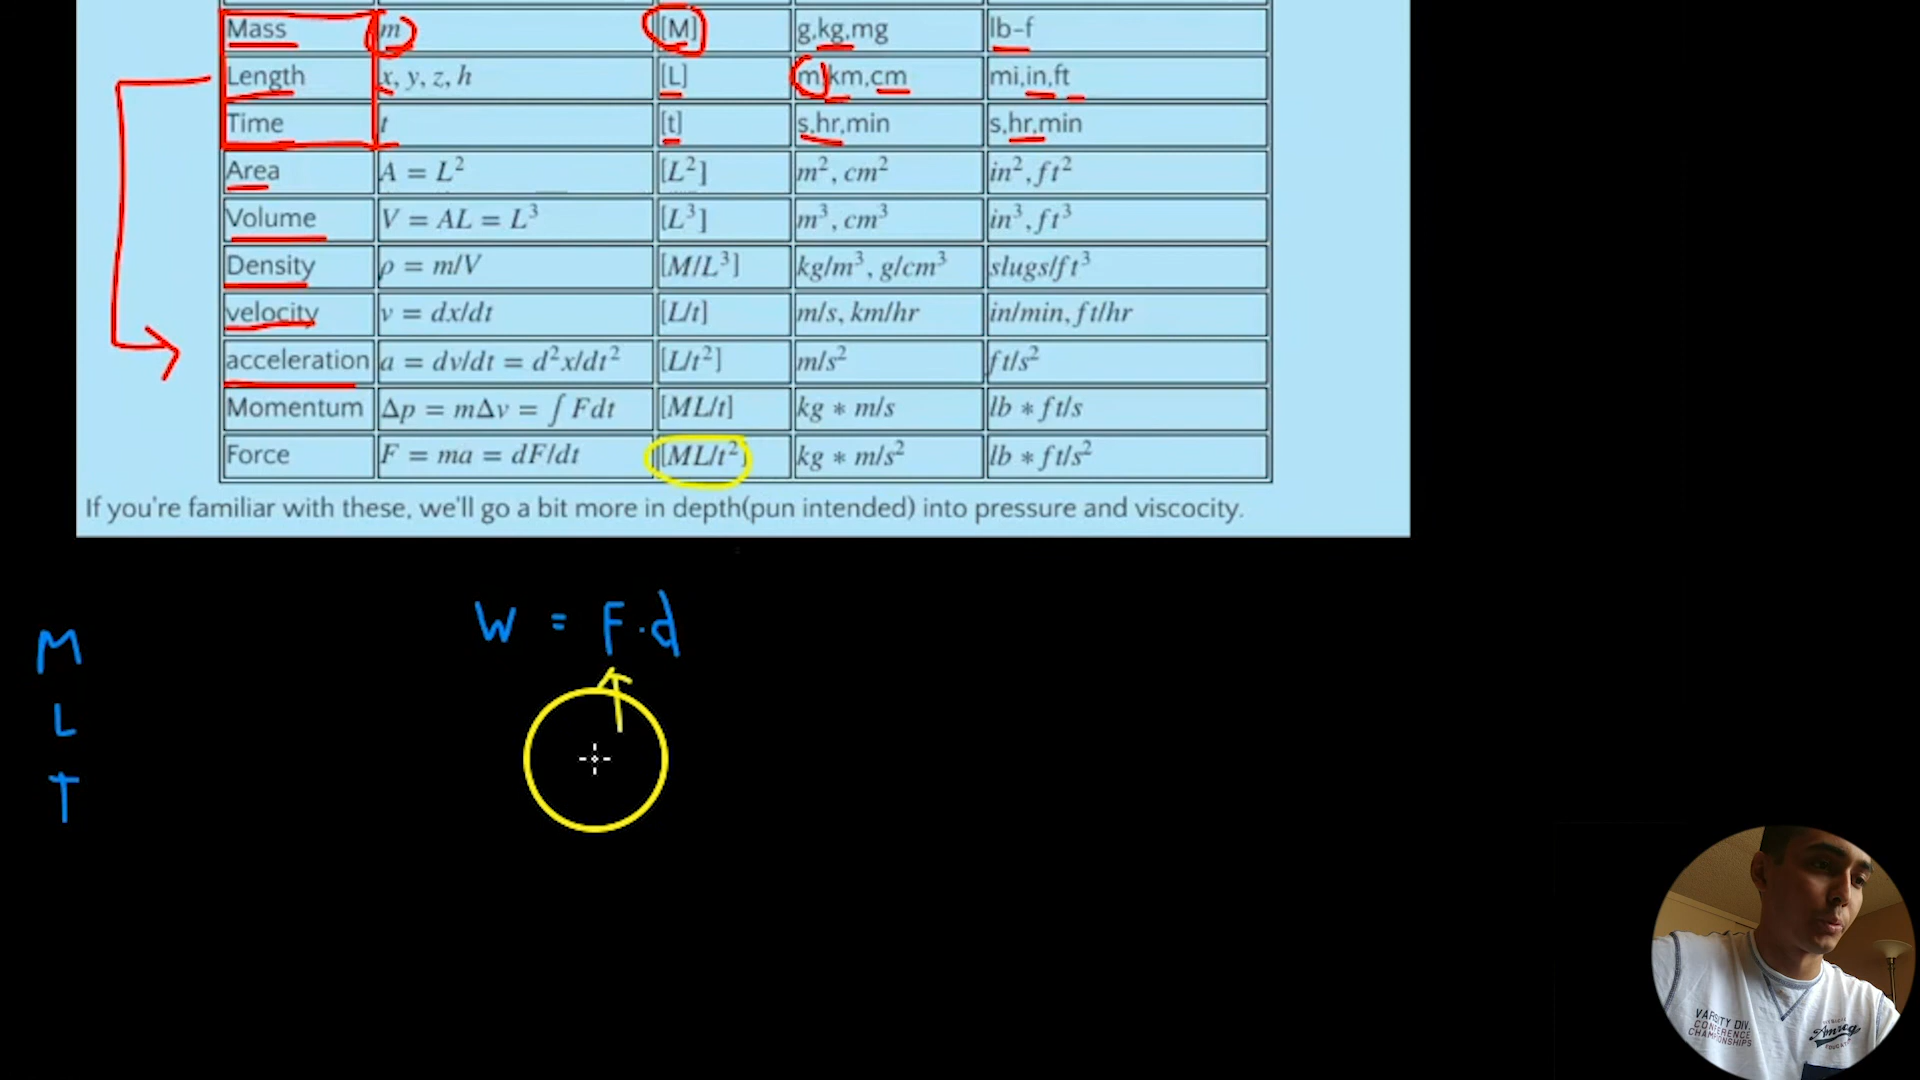 Mass m [M] g,kg,mg lb-f
Length x, y, z, h [L] m,km,cm mi,in,ft
Time t [t] s,hr,min s,hr,min
Area A = L² [L²] m², cm² in², ft²
Volume V = AL = L³ [L³] m³, cm³ in³, ft³
Density ρ = m/V [M/L³] kg/m³, g/cm³ slugs/ft³
velocity v = dx/dt [L/t] m/s, km/hr in/min, ft/hr
acceleration a = dv/dt = d²x/dt² [L/t²] m/s² ft/s²
Momentum Δp = mΔv = ∫ Fdt [ML/t] kg * m/s lb * ft/s
Force F = ma = dF/dt [ML/t²] kg * m/s² lb * ft/s²
If you're familiar with these, we'll go a bit more in depth(pun intended) into pressure and viscocity.
W = F·d
M
L
T
VARSITY DIV.
CONFERENCE
CHAMPIONSHIPS